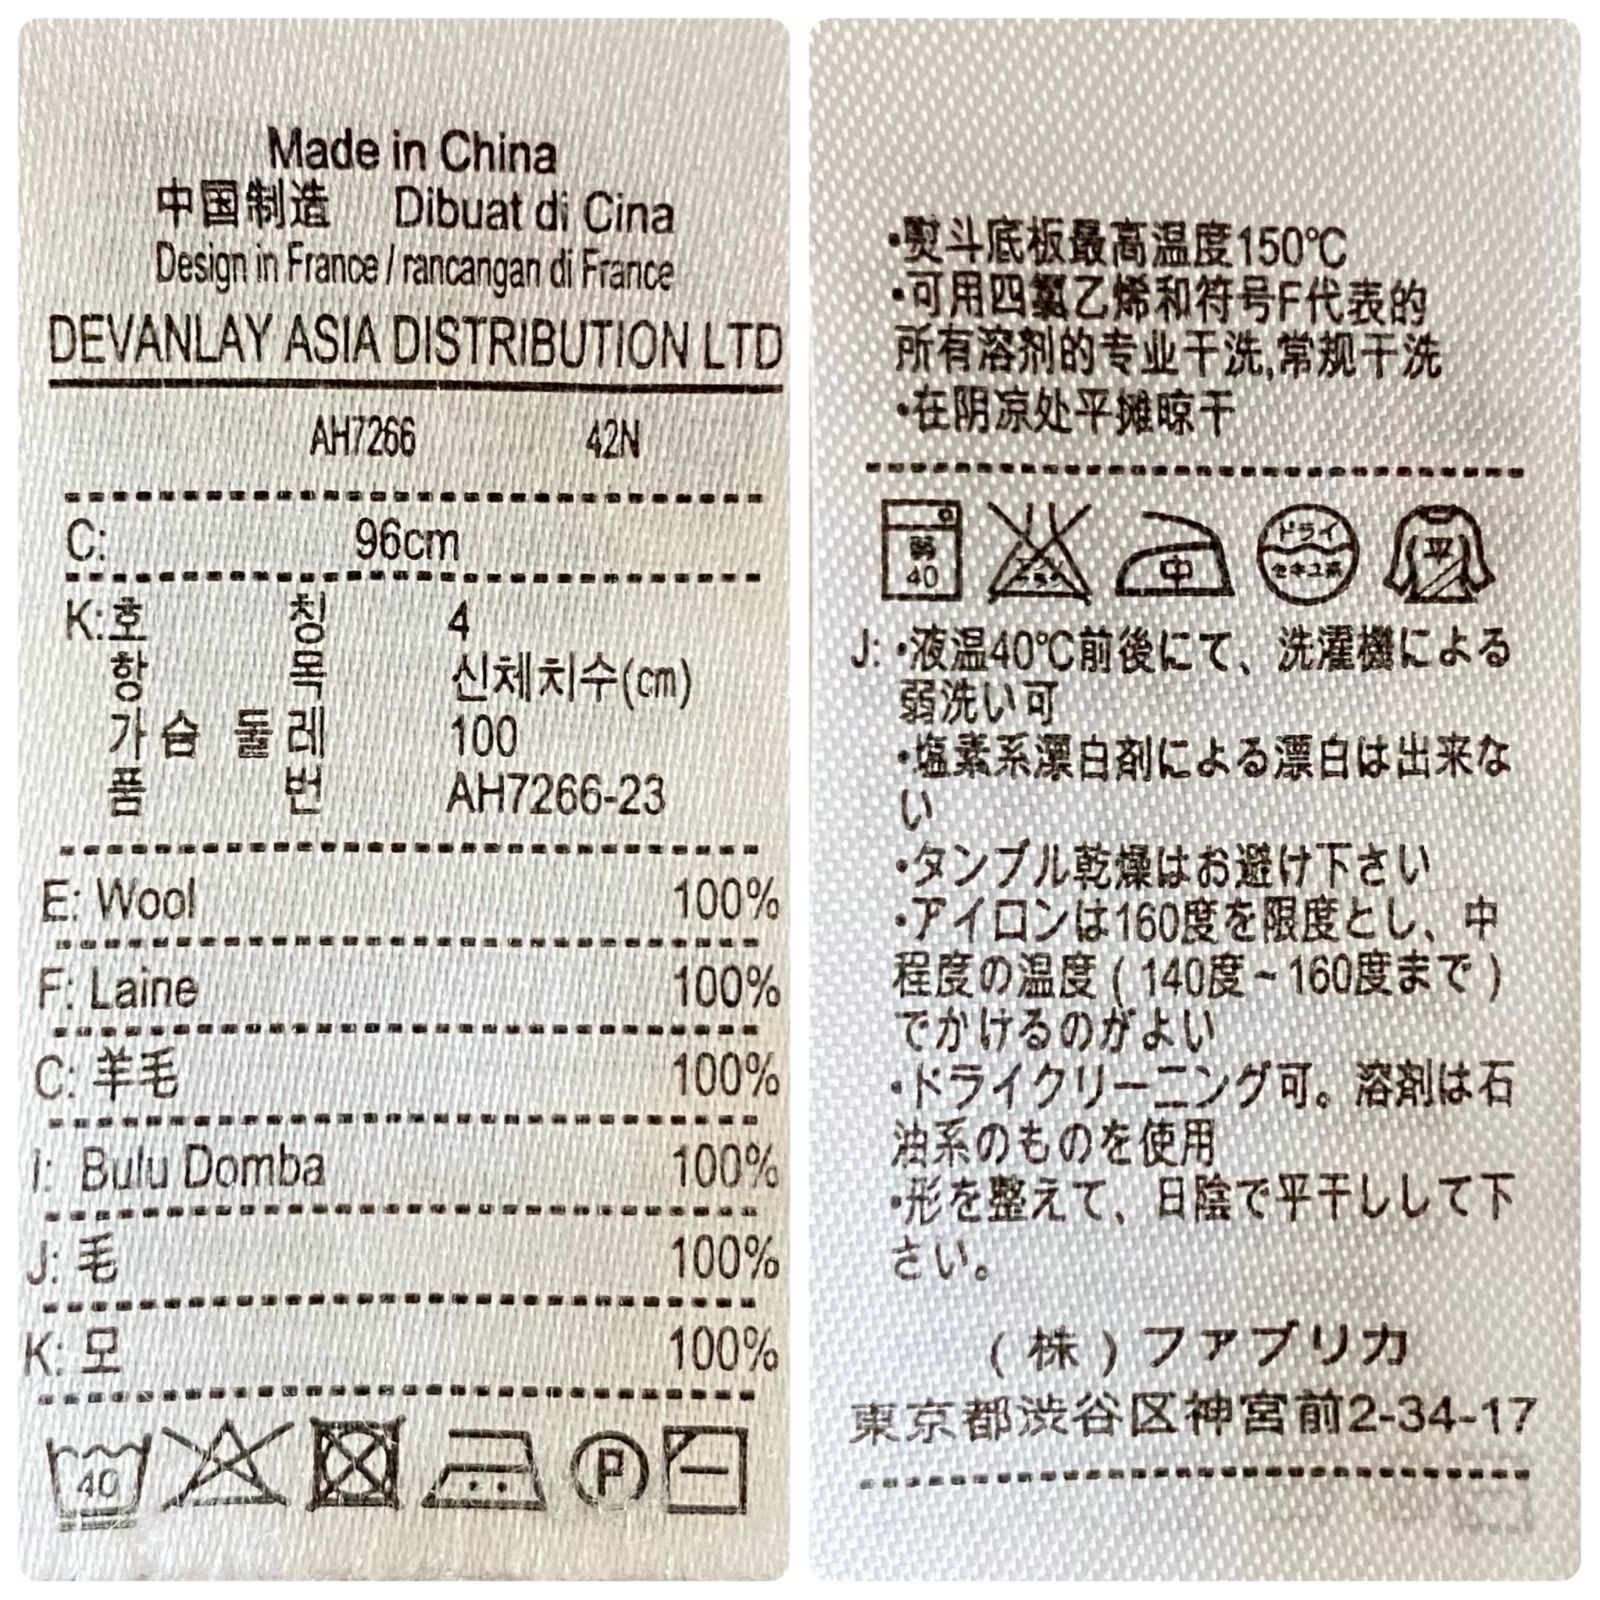 Made in China
中国制造 Dibuat di Cina
Design in France / rancangan di France
DEVANLAY ASIA DISTRIBUTION LTD
AH7266 42N
C: 96cm
K:호 칭 4
항 목 신체치수(cm)
가슴 둘레 100
품 번 AH7266-23
E: Wool 100%
F: Laine 100%
C: 羊毛 100%
I: Bulu Domba 100%
J: 毛 100%
K: 모 100%
40 P
•熨斗底板最高温度150℃
•可用四氯乙烯和符号F代表的
所有溶剂的专业干洗,常规干洗
•在阴凉处平摊晾干
弱 40 エンソサラシ 中 ドライ セキユ系 平
J: •液温40℃前後にて、洗濯機による
弱洗い可
•塩素系漂白剤による漂白は出来な
い
•タンブル乾燥はお避け下さい
•アイロンは160度を限度とし、中
程度の温度(140度~160度まで)
でかけるのがよい
•ドライクリーニング可。溶剤は石
油系のものを使用
•形を整えて、日陰で平干しして下
さい。
(株)ファブリカ
東京都渋谷区神宮前2-34-17